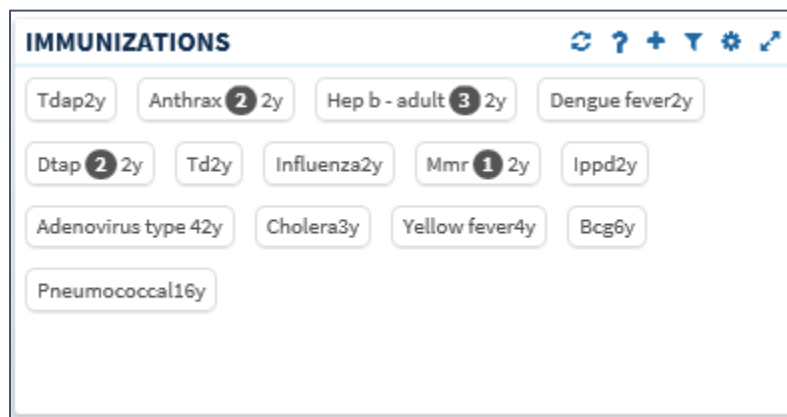 IMMUNIZATIONS ?
Tdap2y Anthrax 2 2y Hep b - adult 3 2y Dengue fever2y
Dtap 2 2y Td2y Influenza2y Mmr 1 2y Ippd2y
Adenovirus type 42y Cholera3y Yellow fever4y Bcg6y
Pneumococcal16y